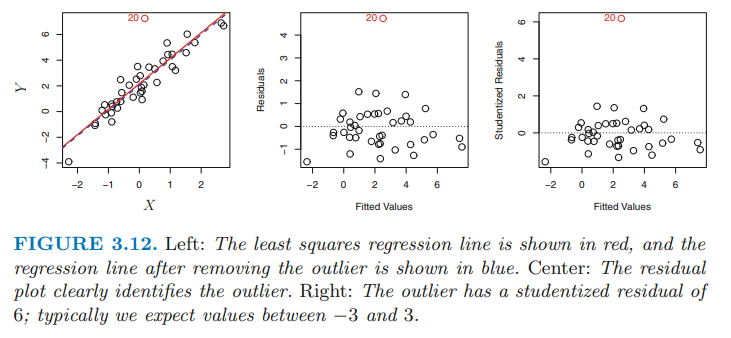 20
Y
6
4
2
0
−2
−4
−2 −1 0 1 2
X
20
Residuals
4
3
2
1
0
−1
−2 0 2 4 6
Fitted Values
20
Studentized Residuals
6
4
2
0
−2 0 2 4 6
Fitted Values
FIGURE 3.12. Left: The least squares regression line is shown in red, and the
regression line after removing the outlier is shown in blue. Center: The residual
plot clearly identifies the outlier. Right: The outlier has a studentized residual of
6; typically we expect values between −3 and 3.